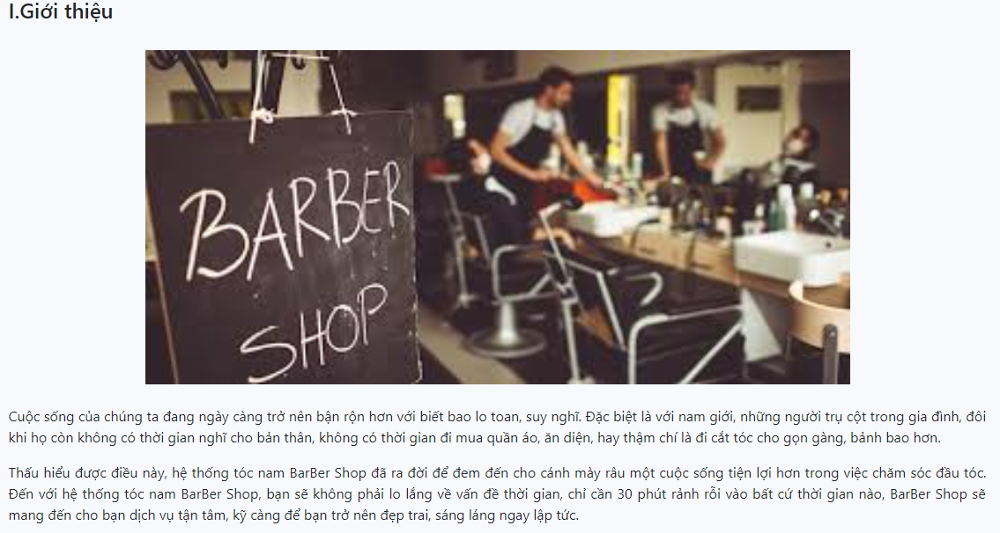 I.Giới thiệu
BARBER
SHOP
Cuộc sống của chúng ta đang ngày càng trở nên bận rộn hơn với biết bao lo toan, suy nghĩ. Đặc biệt là với nam giới, những người trụ cột trong gia đình, đôi
khi họ còn không có thời gian nghĩ cho bản thân, không có thời gian đi mua quần áo, ăn diện, hay thậm chí là đi cắt tóc cho gọn gàng, bảnh bao hơn.
Thấu hiểu được điều này, hệ thống tóc nam BarBer Shop đã ra đời để đem đến cho cánh mày râu một cuộc sống tiện lợi hơn trong việc chăm sóc đầu tóc.
Đến với hệ thống tóc nam BarBer Shop, bạn sẽ không phải lo lắng về vấn đề thời gian, chỉ cần 30 phút rảnh rỗi vào bất cứ thời gian nào, BarBer Shop sẽ
mang đến cho bạn dịch vụ tận tâm, kỹ càng để bạn trở nên đẹp trai, sáng láng ngay lập tức.